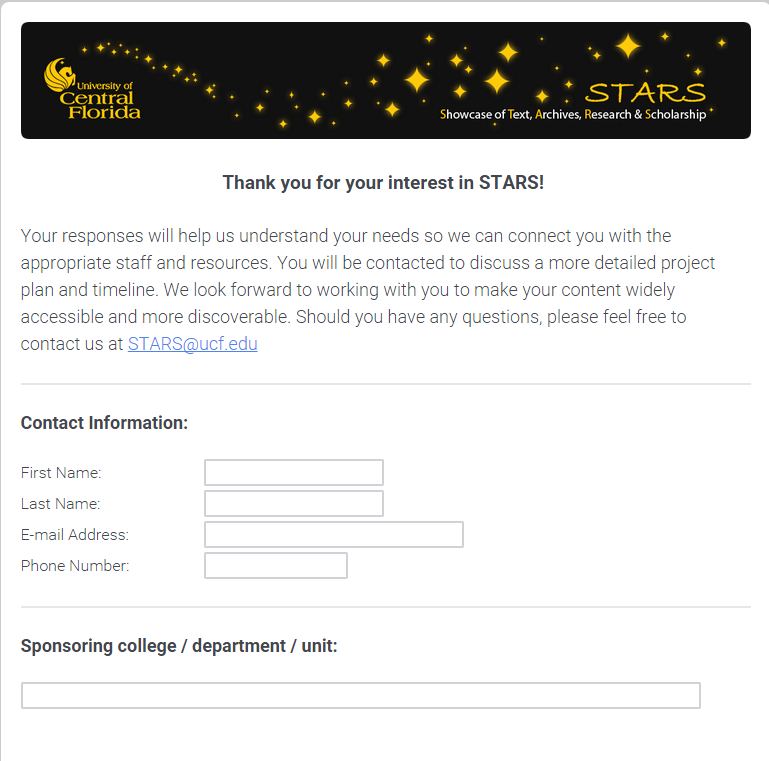 University of
Central
Florida
STARS
Showcase of Text, Archives, Research & Scholarship
Thank you for your interest in STARS!
Your responses will help us understand your needs so we can connect you with the
appropriate staff and resources. You will be contacted to discuss a more detailed project
plan and timeline. We look forward to working with you to make your content widely
accessible and more discoverable. Should you have any questions, please feel free to
contact us at STARS@ucf.edu
Contact Information:
First Name:
Last Name:
E-mail Address:
Phone Number:
Sponsoring college / department / unit: